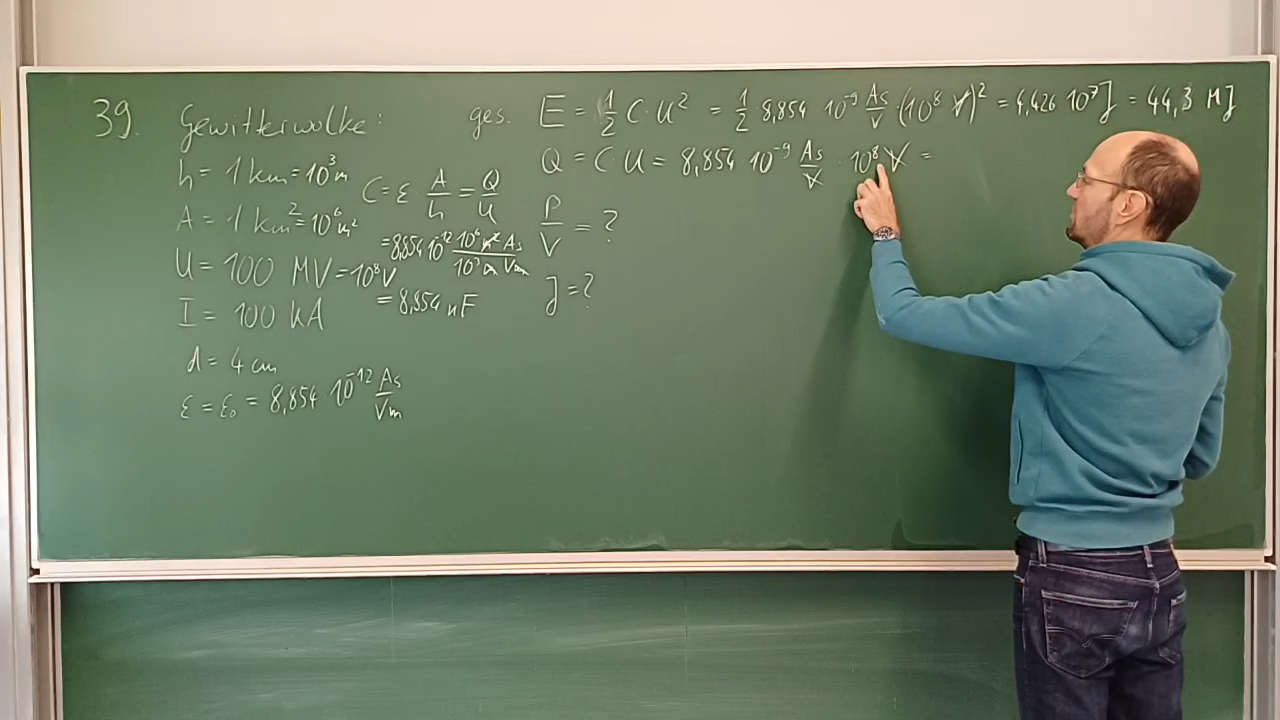 39. Gewitterwolke:
h = 1 km = 10³ m
A = 1 km² = 10⁶ m²
U = 100 MV = 10⁸ V
I = 100 kA
d = 4 cm
ε = ε₀ = 8,854 10⁻¹² As/Vm
C = ε A/h = Q/U
= 8,854 10⁻¹² 10⁶ m² As / 10³ m Vm
= 8,854 nF
ges. E = 1/2 C · U² = 1/2 8,854 10⁻⁹ As/V · (10⁸ V)² = 4,426 10⁷ J = 44,3 MJ
Q = C U = 8,854 10⁻⁹ As/V · 10⁸ V =
P/V = ?
J = ?